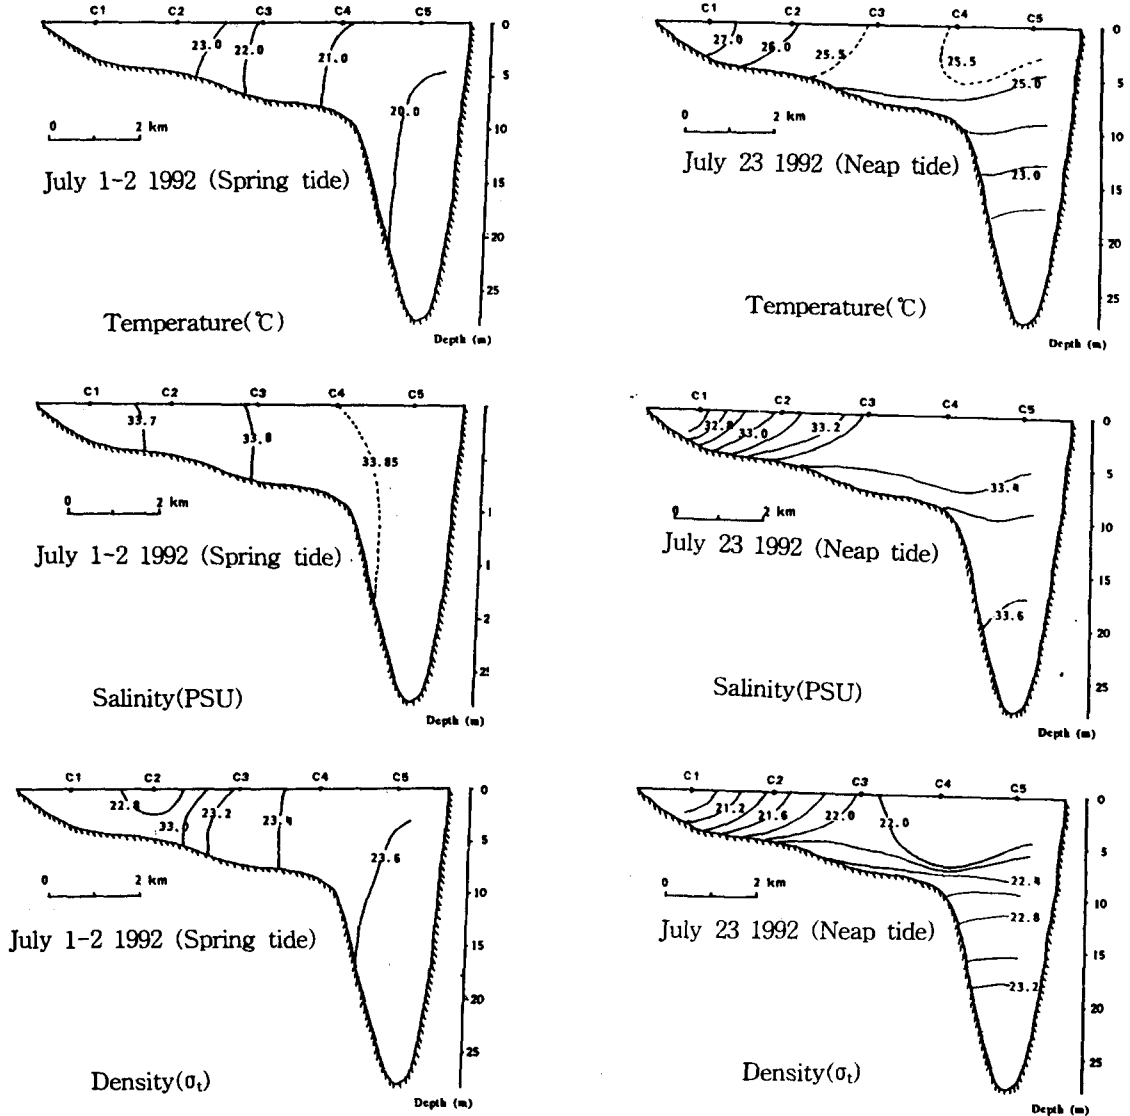 C1 C2 C3 C4 C5
23.0 22.0 21.0 20.0
0 5 10 15 20 25
0 2 km
July 1-2 1992 (Spring tide)
Temperature(℃)
Depth (m)
C1 C2 C3 C4 C5
27.0 26.0 25.5 25.5 25.0 23.0
0 5 10 15 20 25
0 2 km
July 23 1992 (Neap tide)
Temperature(℃)
Depth (m)
C1 C2 C3 C4 C5
33.7 33.8 33.85
0 2 km
July 1-2 1992 (Spring tide)
Salinity(PSU)
Depth (m)
C1 C2 C3 C4 C5
32.8 33.0 33.2 33.4 33.6
0 5 10 15 20 25
0 2 km
July 23 1992 (Neap tide)
Salinity(PSU)
Depth (m)
C1 C2 C3 C4 C5
22.8 23.2 23.4 23.6
0 5 10 15 20 25
0 2 km
July 1-2 1992 (Spring tide)
Density(σt)
Depth (m)
C1 C2 C3 C4 C5
21.2 21.6 22.0 22.0 22.4 22.8 23.2
0 5 10 15 20 25
0 2 km
July 23 1992 (Neap tide)
Density(σt)
Depth (m)